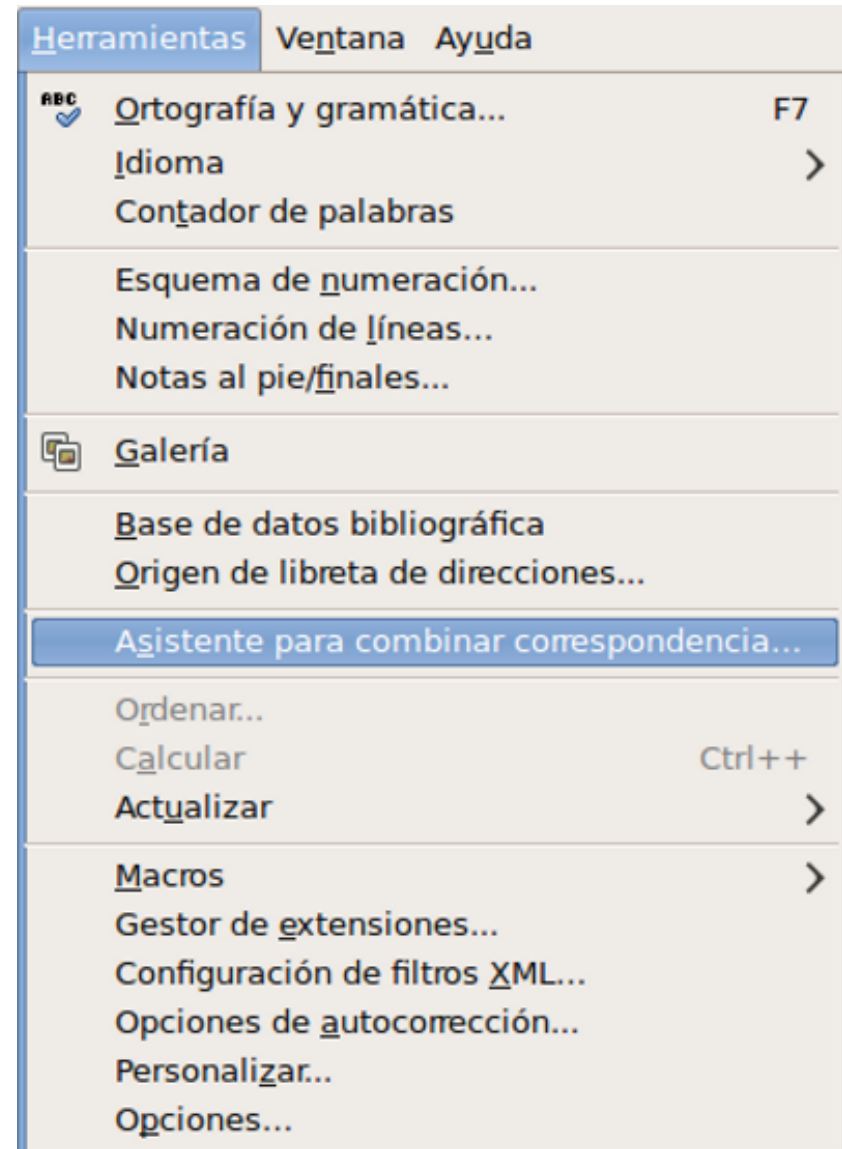 Herramientas Ventana Ayuda
ABC Ortografía y gramática... F7
Idioma
Contador de palabras
Esquema de numeración...
Numeración de líneas...
Notas al pie/finales...
Galería
Base de datos bibliográfica
Origen de libreta de direcciones...
Asistente para combinar correspondencia...
Ordenar...
Calcular Ctrl++
Actualizar
Macros
Gestor de extensiones...
Configuración de filtros XML...
Opciones de autocorrección...
Personalizar...
Opciones...